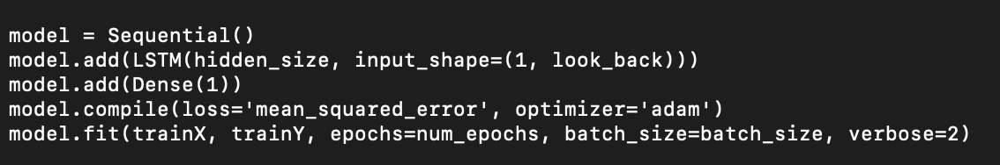 model = Sequential()
model.add(LSTM(hidden_size, input_shape=(1, look_back)))
model.add(Dense(1))
model.compile(loss='mean_squared_error', optimizer='adam')
model.fit(trainX, trainY, epochs=num_epochs, batch_size=batch_size, verbose=2)